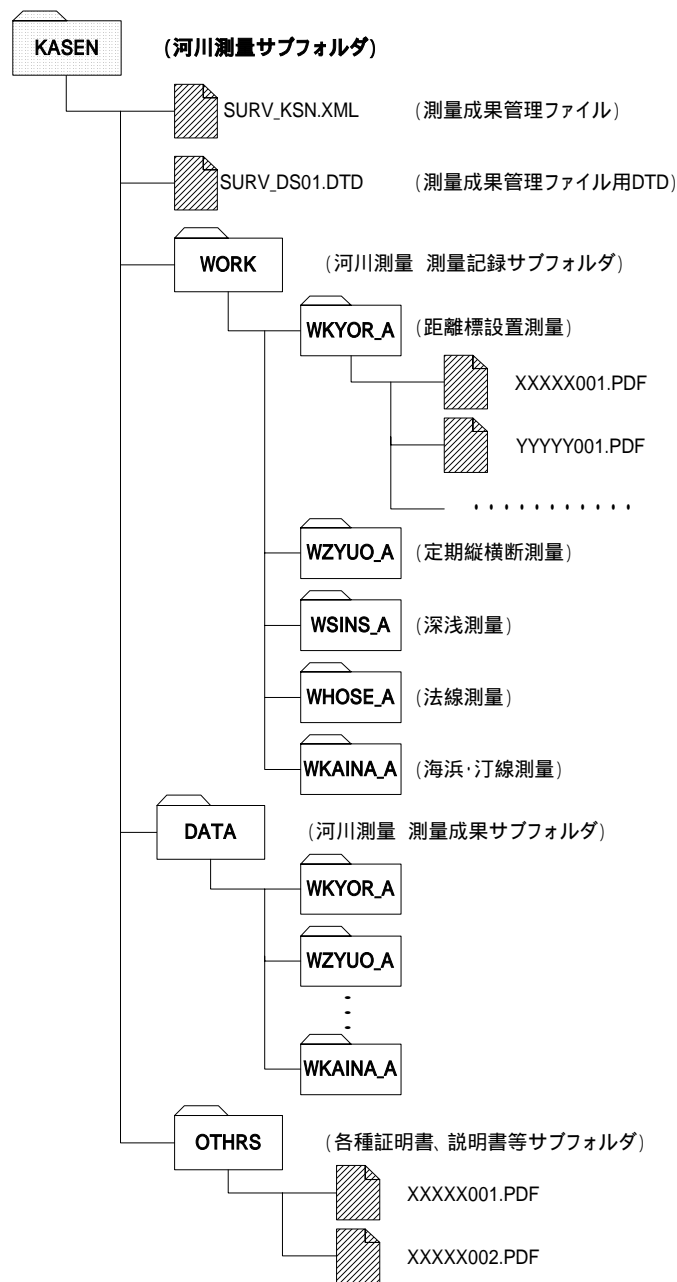 KASEN (河川測量サブフォルダ)
SURV_KSN.XML (測量成果管理ファイル)
SURV_DS01.DTD (測量成果管理ファイル用DTD)
WORK (河川測量 測量記録サブフォルダ)
WKYOR_A (距離標設置測量)
XXXXX001.PDF
YYYYY001.PDF
・・・・・・・・・・・
WZYUO_A (定期縦横断測量)
WSINS_A (深浅測量)
WHOSE_A (法線測量)
WKAINA_A (海浜・汀線測量)
DATA (河川測量 測量成果サブフォルダ)
WKYOR_A
WZYUO_A
WKAINA_A
OTHRS (各種証明書、説明書等サブフォルダ)
XXXXX001.PDF
XXXXX002.PDF